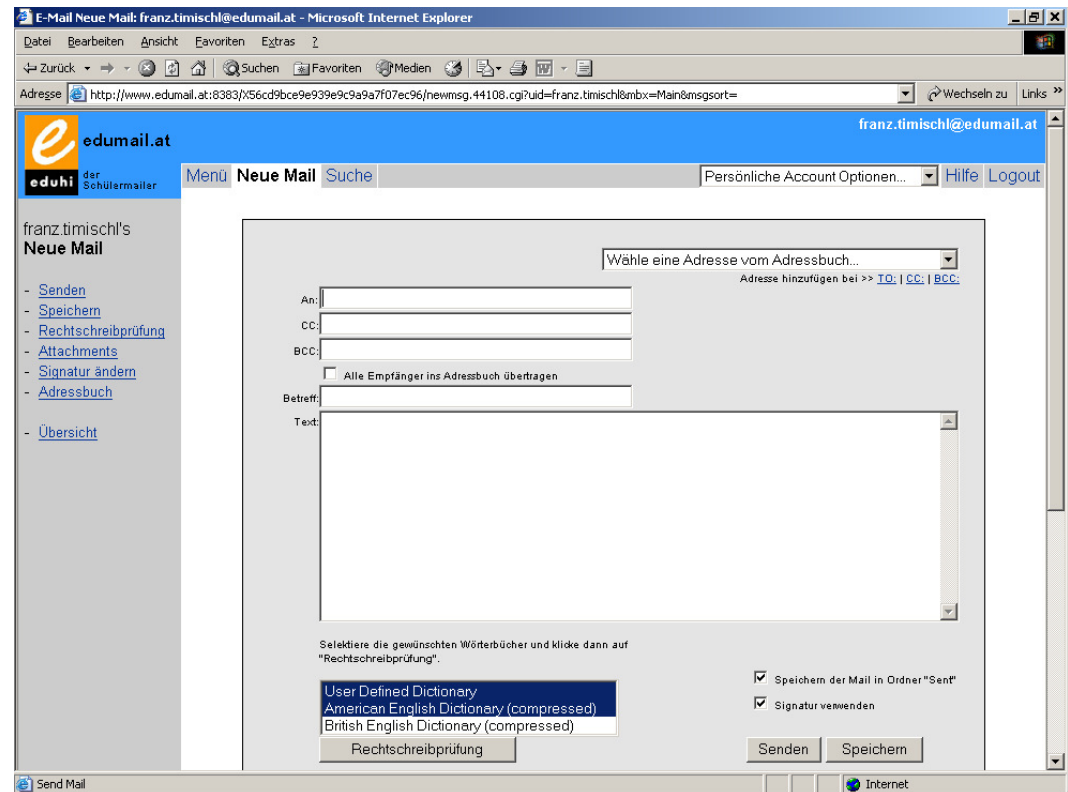 E-Mail Neue Mail: franz.timischl@edumail.at - Microsoft Internet Explorer
Datei Bearbeiten Ansicht Favoriten Extras ?
Zurück Suchen Favoriten Medien
Adresse http://www.edumail.at:8383/X56cd9bce9e939e9c9a9a7f07ec96/newmsg.44108.cgi?uid=franz.timischl&mbx=Main&msgsort= Wechseln zu Links »
franz.timischl@edumail.at
e edumail.at
eduhi der Schülermailer
Menü Neue Mail Suche Persönliche Account Optionen... Hilfe Logout
franz.timischl's
Neue Mail
- Senden
- Speichern
- Rechtschreibprüfung
- Attachments
- Signatur ändern
- Adressbuch
- Übersicht
Wähle eine Adresse vom Adressbuch...
Adresse hinzufügen bei >> TO: | CC: | BCC:
An:
CC:
BCC:
Alle Empfänger ins Adressbuch übertragen
Betreff:
Text:
Selektiere die gewünschten Wörterbücher und klicke dann auf
"Rechtschreibprüfung".
User Defined Dictionary
American English Dictionary (compressed)
British English Dictionary (compressed)
Rechtschreibprüfung
Speichern der Mail in Ordner "Sent"
Signatur verwenden
Senden Speichern
Send Mail Internet